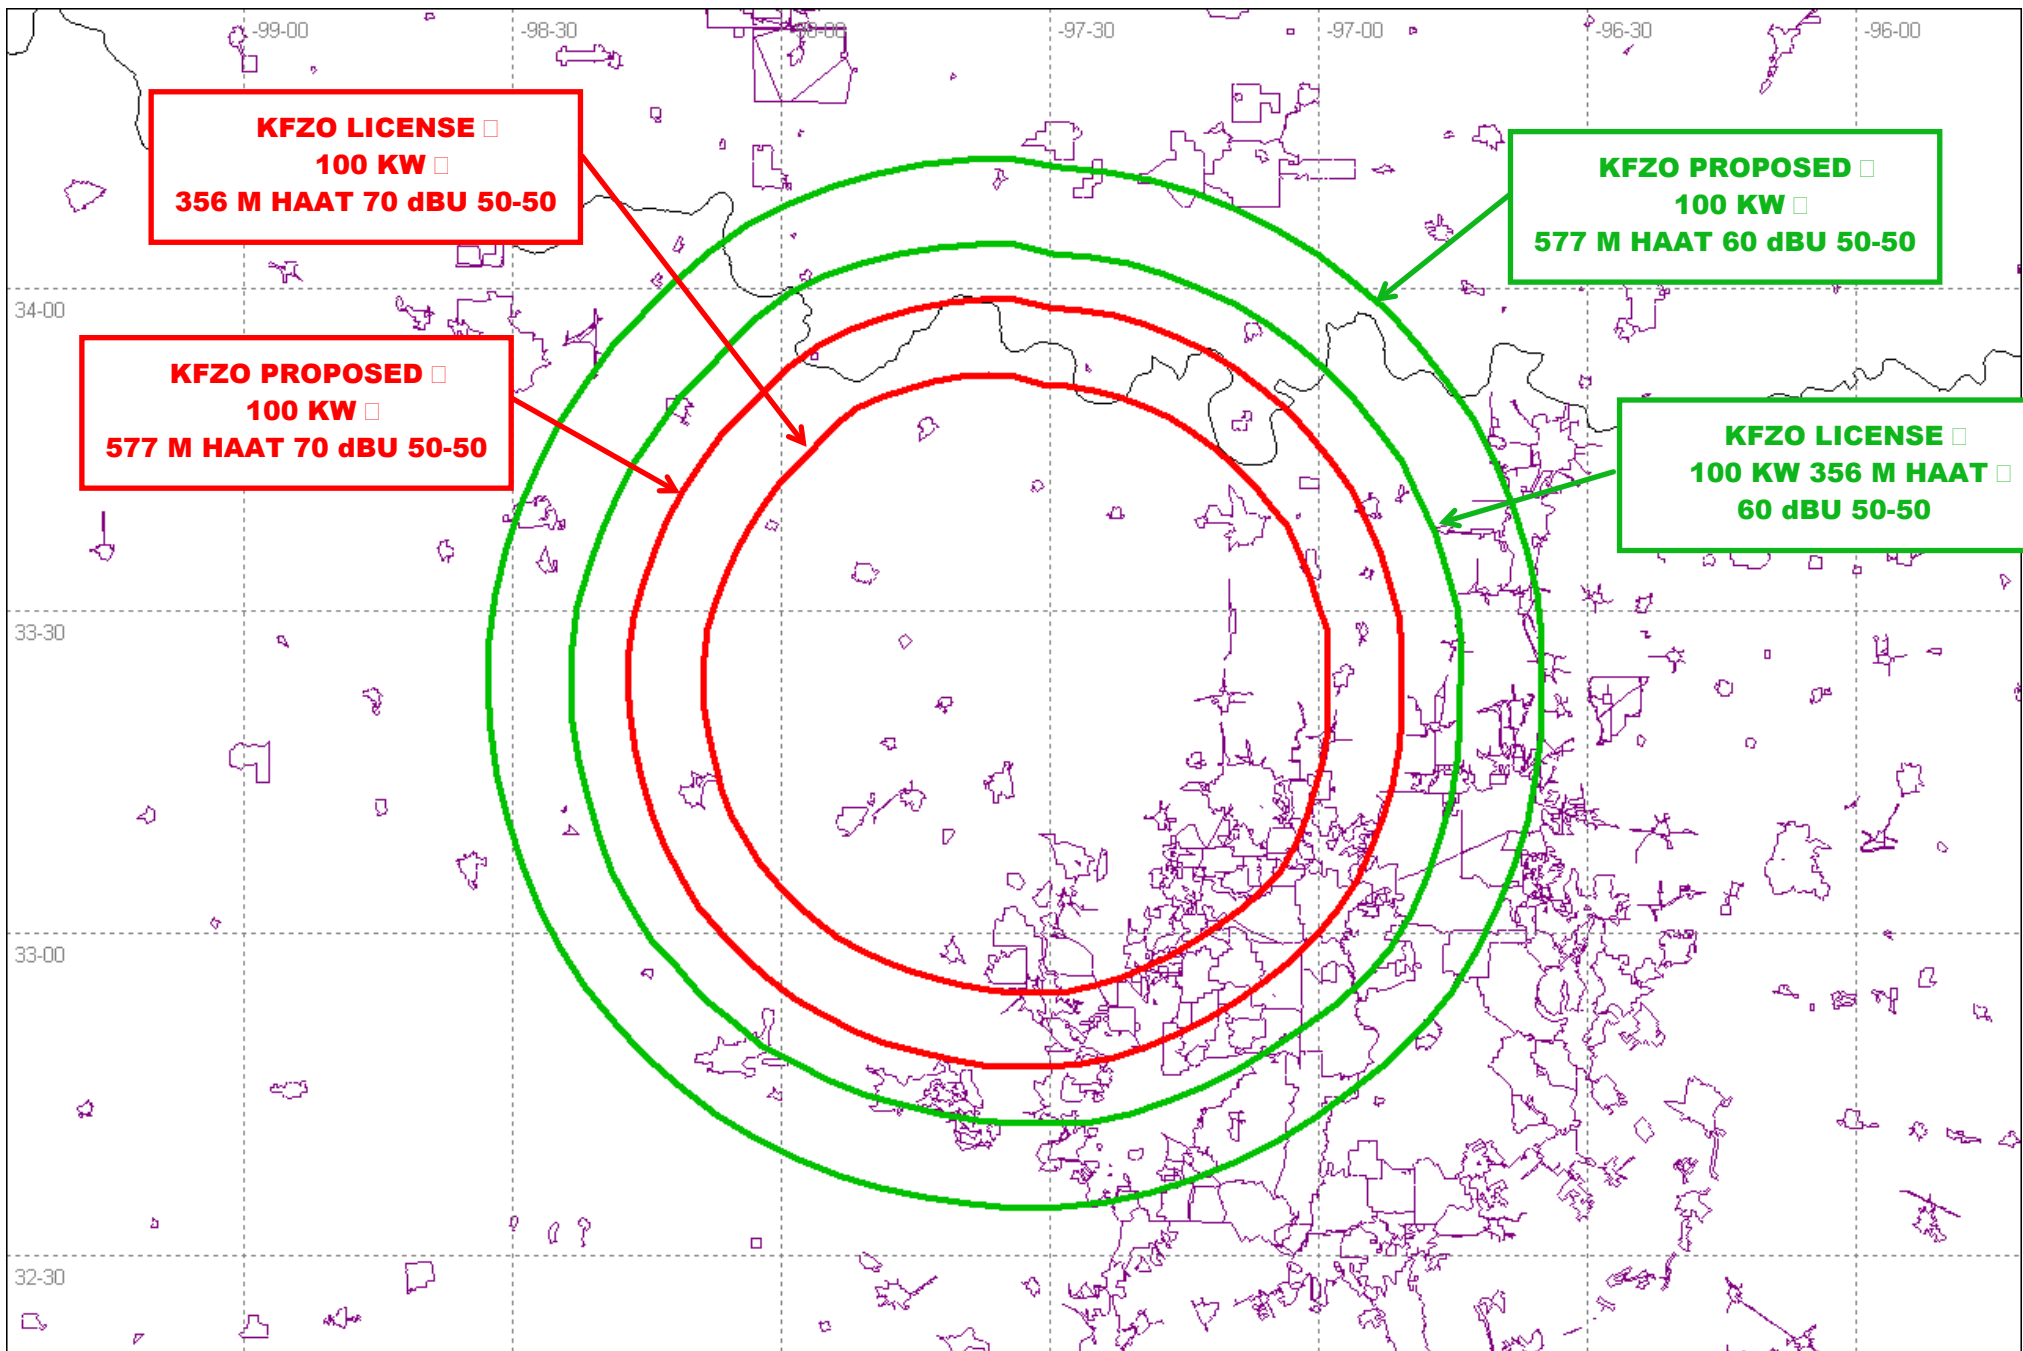 -99-00
-98-30
-98-00
-97-30
-97-00
-96-30
-96-00
KFZO LICENSE
100 KW
356 M HAAT 70 dBU 50-50
KFZO PROPOSED
100 KW
577 M HAAT 60 dBU 50-50
34-00
KFZO PROPOSED
100 KW
577 M HAAT 70 dBU 50-50
KFZO LICENSE
100 KW 356 M HAAT
60 dBU 50-50
33-30
33-00
32-30